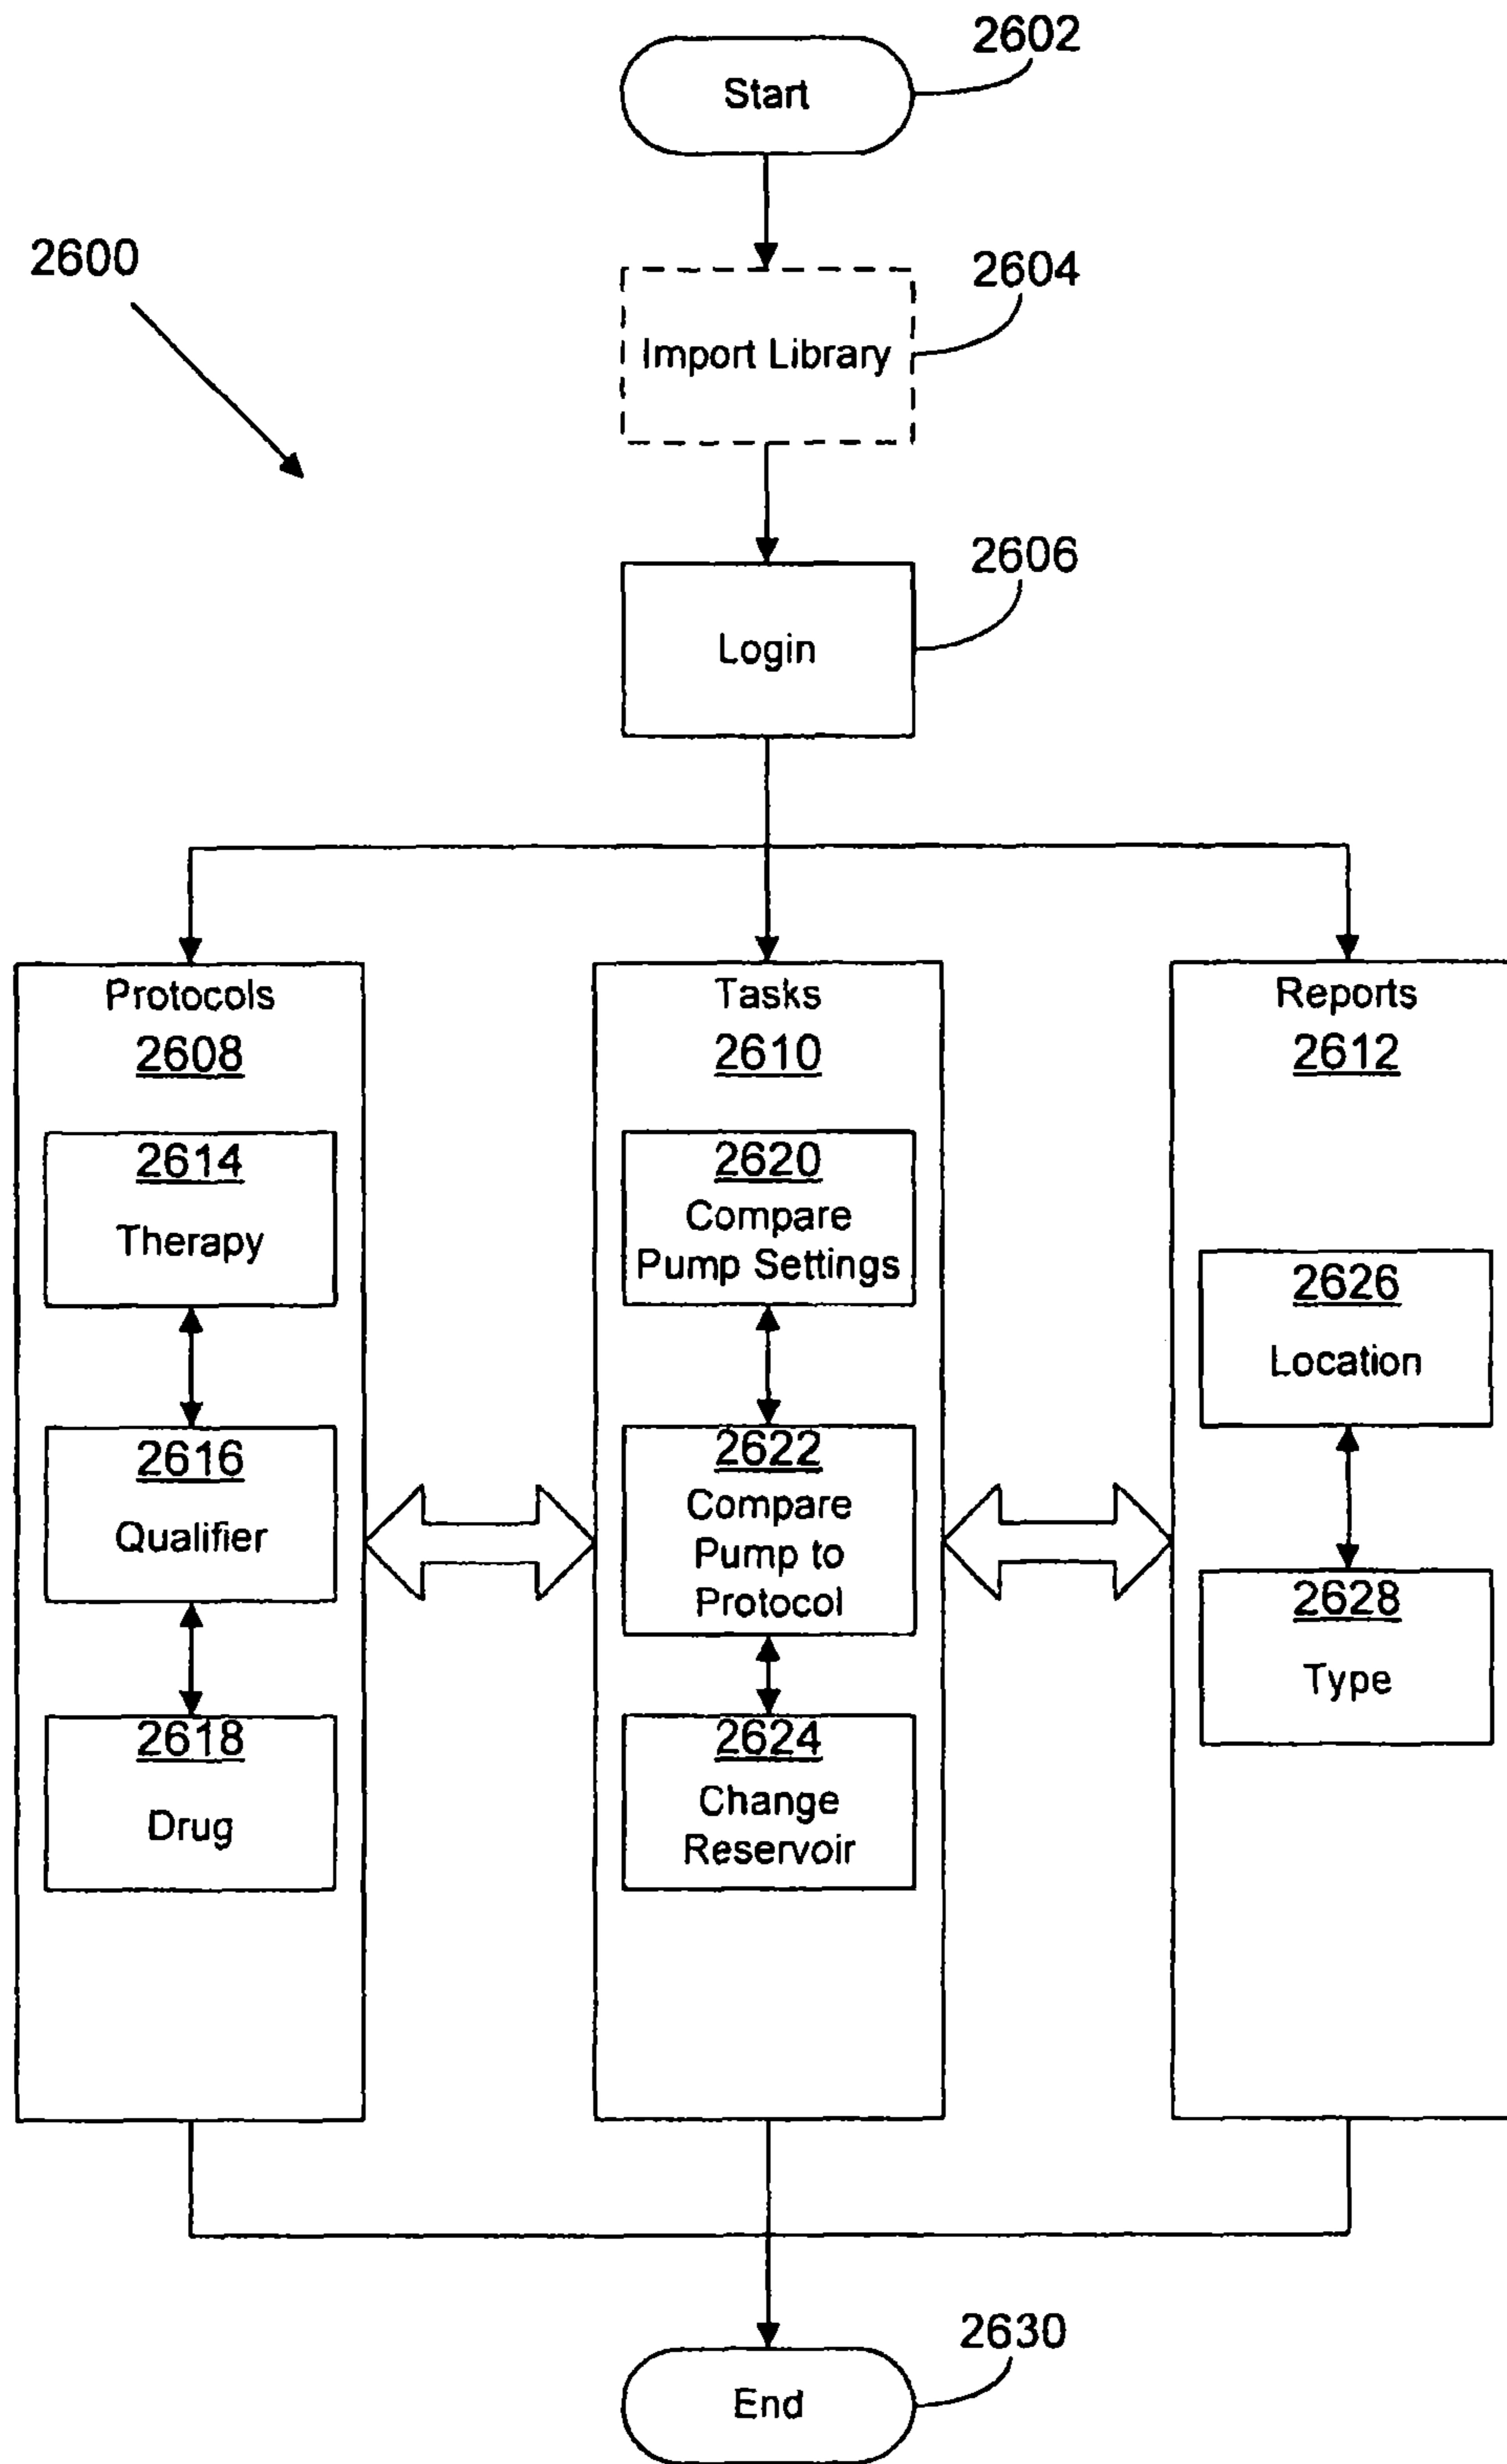 2602
Start
2600
2604
Import Library
2606
Login
Protocols
2608
2614
Therapy
2616
Qualifier
2618
Drug
Tasks
2610
2620
Compare
Pump Settings
2622
Compare
Pump to
Protocol
2624
Change
Reservoir
Reports
2612
2626
Location
2628
Type
2630
End